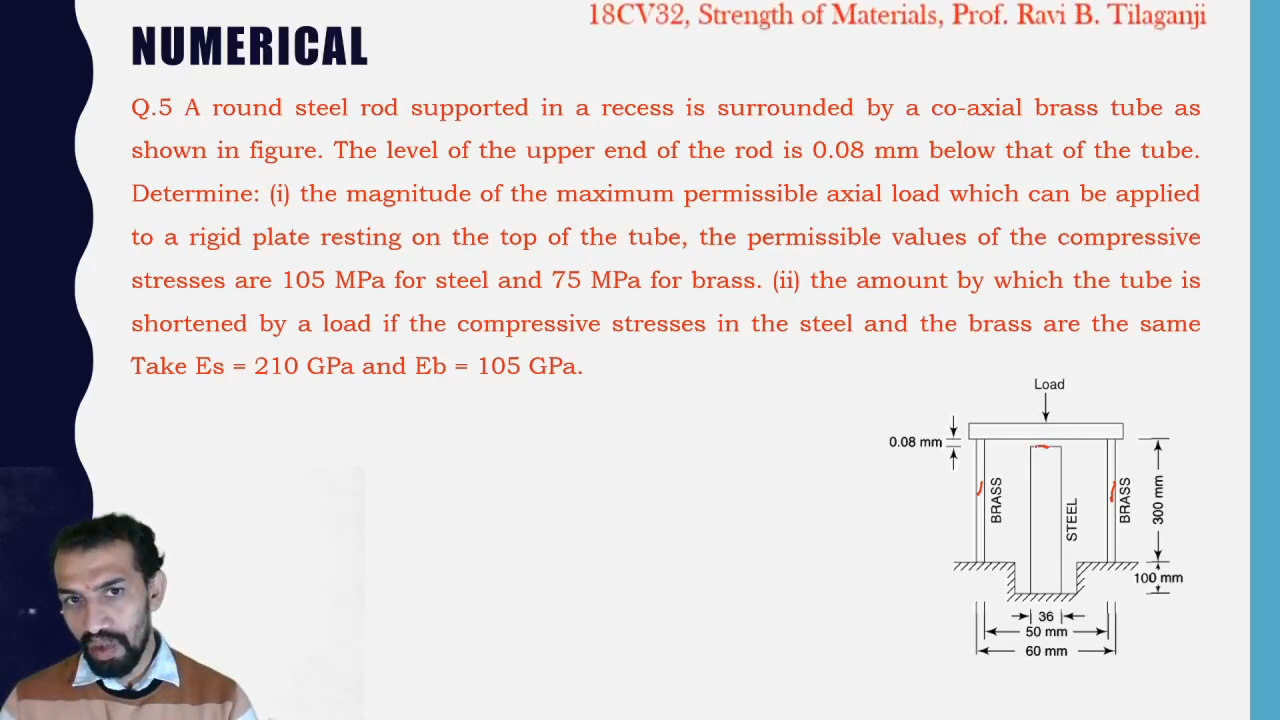 18CV32, Strength of Materials, Prof. Ravi B. Tilaganji
NUMERICAL
Q.5 A round steel rod supported in a recess is surrounded by a co-axial brass tube as
shown in figure. The level of the upper end of the rod is 0.08 mm below that of the tube.
Determine: (i) the magnitude of the maximum permissible axial load which can be applied
to a rigid plate resting on the top of the tube, the permissible values of the compressive
stresses are 105 MPa for steel and 75 MPa for brass. (ii) the amount by which the tube is
shortened by a load if the compressive stresses in the steel and the brass are the same
Take Es = 210 GPa and Eb = 105 GPa.
Load
0.08 mm
BRASS
STEEL
BRASS
300 mm
100 mm
36
50 mm
60 mm